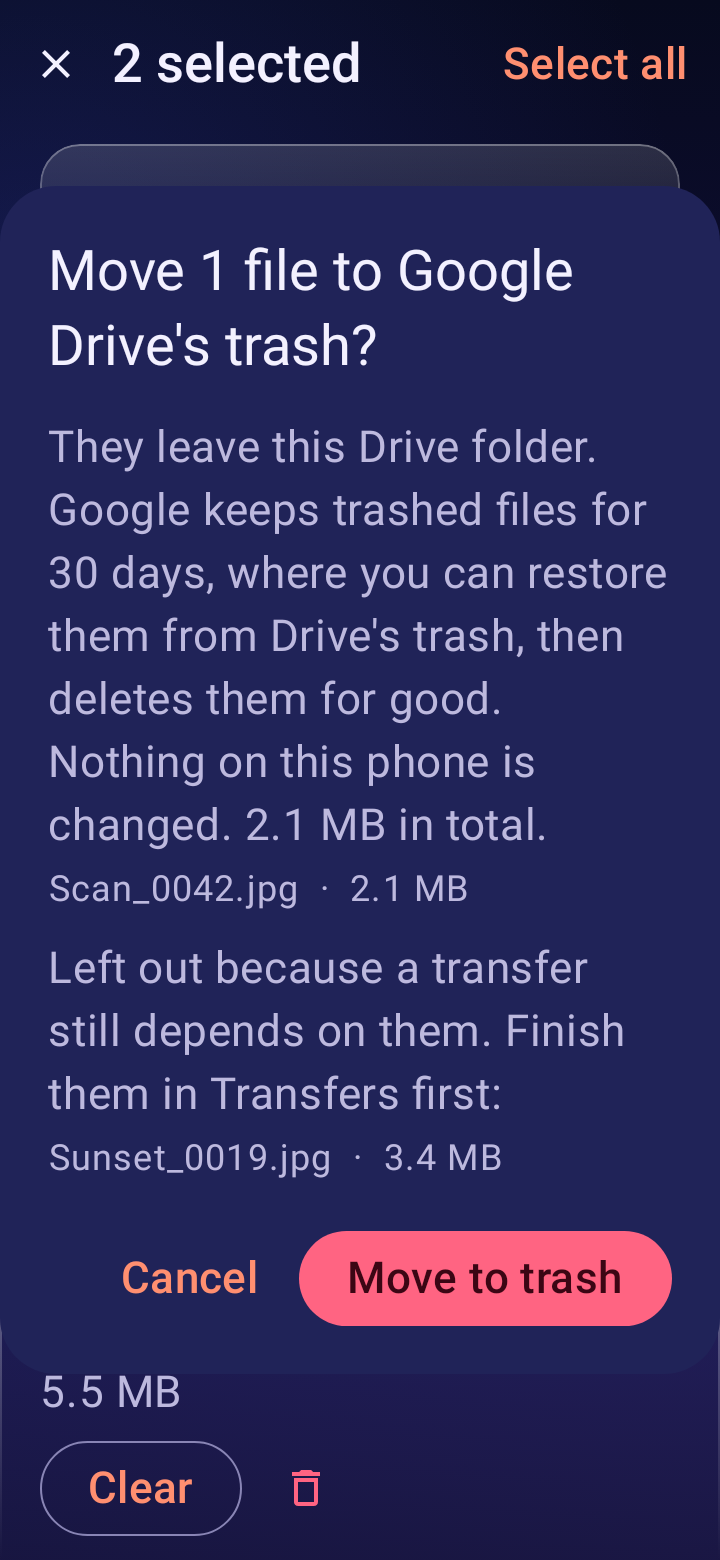 2 selected
Select all
Move 1 file to Google
Drive's trash?
They leave this Drive folder.
Google keeps trashed files for
30 days, where you can restore
them from Drive's trash, then
deletes them for good.
Nothing on this phone is
changed. 2.1 MB in total.
Scan_0042.jpg · 2.1 MB
Left out because a transfer
still depends on them. Finish
them in Transfers first:
Sunset_0019.jpg · 3.4 MB
Cancel
Move to trash
5.5 MB
Clear